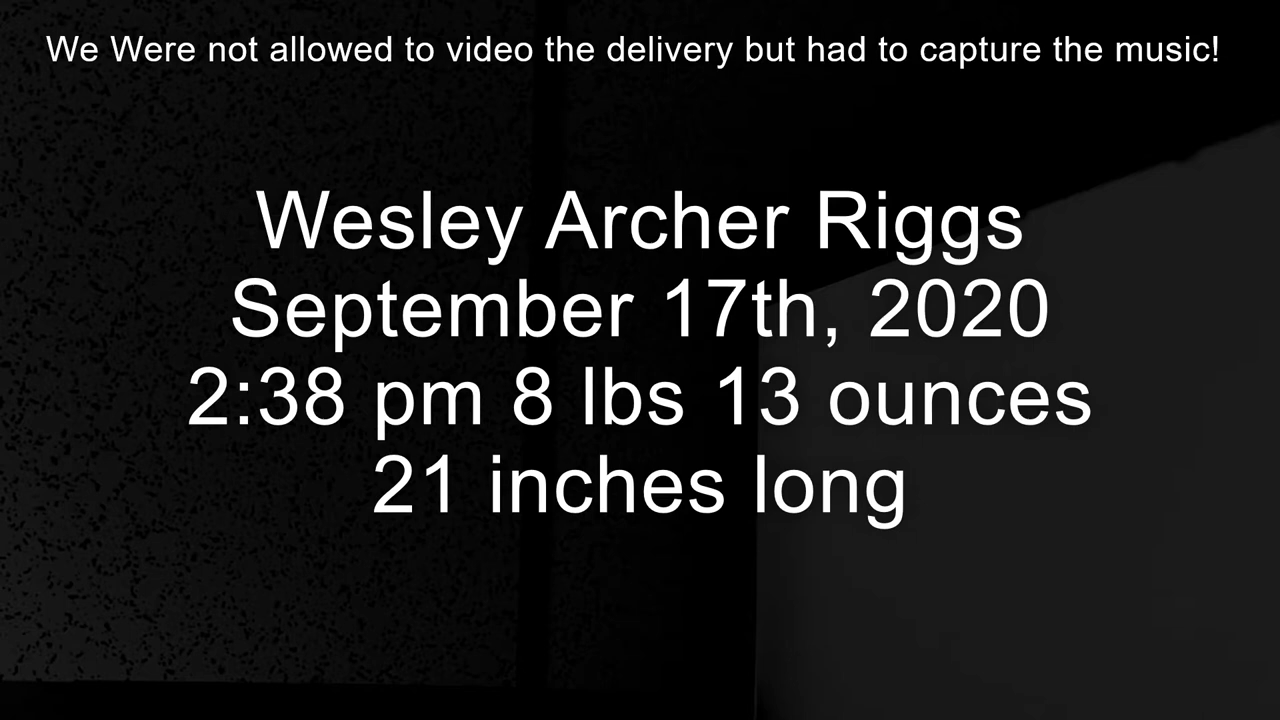 We Were not allowed to video the delivery but had to capture the music!
Wesley Archer Riggs
September 17th, 2020
2:38 pm 8 lbs 13 ounces
21 inches long